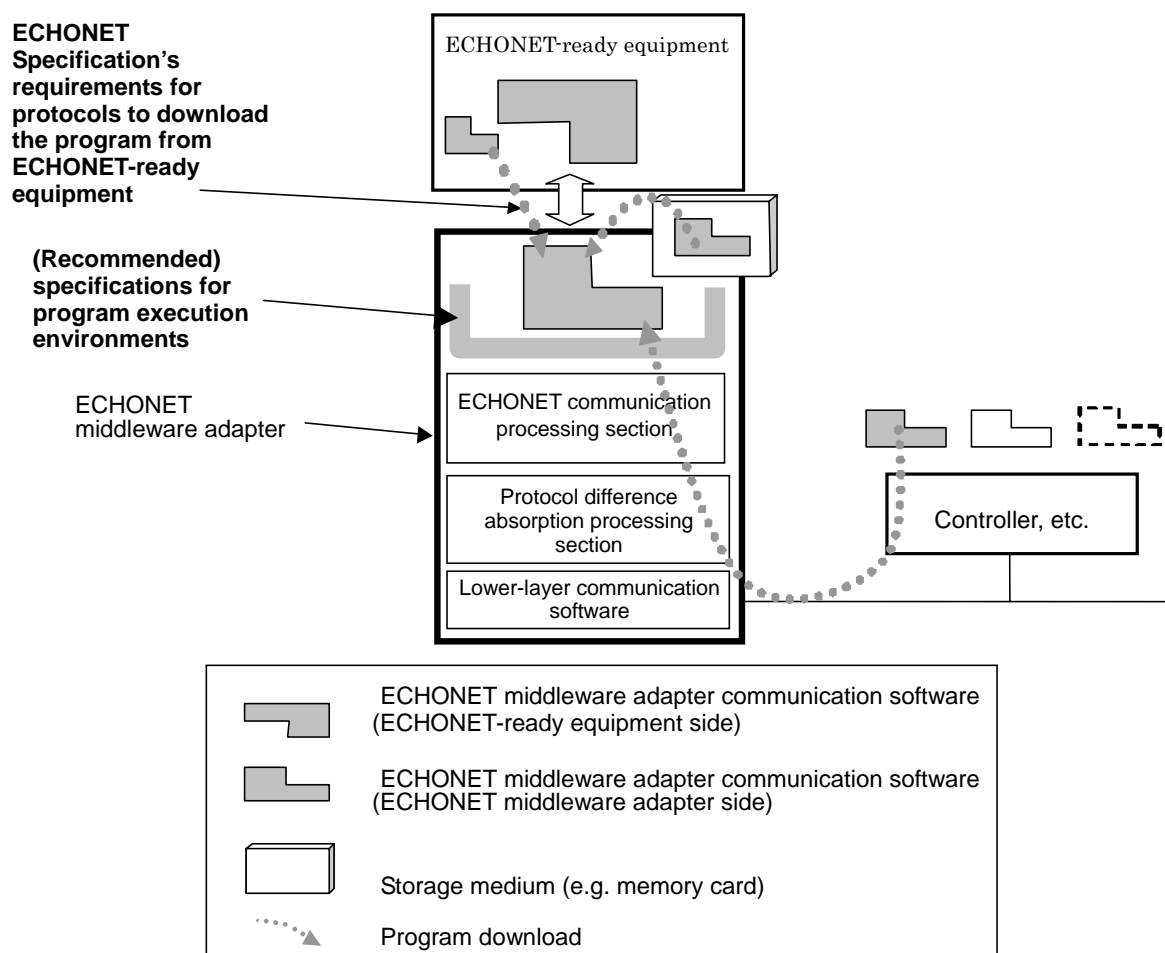 ECHONET
Specification's
requirements for
protocols to download
the program from
ECHONET-ready
equipment
ECHONET-ready equipment
(Recommended)
specifications for
program execution
environments
ECHONET
middleware adapter
ECHONET communication
processing section
Protocol difference
absorption processing
section
Lower-layer communication
software
Controller, etc.
ECHONET middleware adapter communication software
(ECHONET-ready equipment side)
ECHONET middleware adapter communication software
(ECHONET middleware adapter side)
Storage medium (e.g. memory card)
Program download